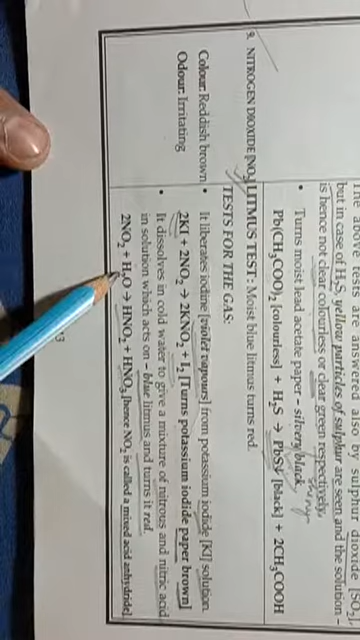 The above tests are answered also by sulphur dioxide [SO₂],
but in case of H₂S, yellow particles of sulphur are seen and the solution -
is hence not clear colourless or clear green respectively.
• Turns moist lead acetate paper - silvery black
Pb(CH₃COO)₂ [colourless] + H₂S → PbS↓ [black] + 2CH₃COOH
9. NITROGEN DIOXIDE [NO₂]
Colour: Reddish brown
Odour: Irritating
LITMUS TEST: Moist blue litmus turns red.
TESTS FOR THE GAS:
• It liberates iodine [violet vapours] from potassium iodide [KI] solution.
2KI + 2NO₂ → 2KNO₂ + I₂ [Turns potassium iodide paper brown]
• It dissolves in cold water to give a mixture of nitrous and nitric acid
in solution which acts on - blue litmus and turns it red.
2NO₂ + H₂O → HNO₂ + HNO₃ [hence NO₂ is called a mixed acid anhydride]